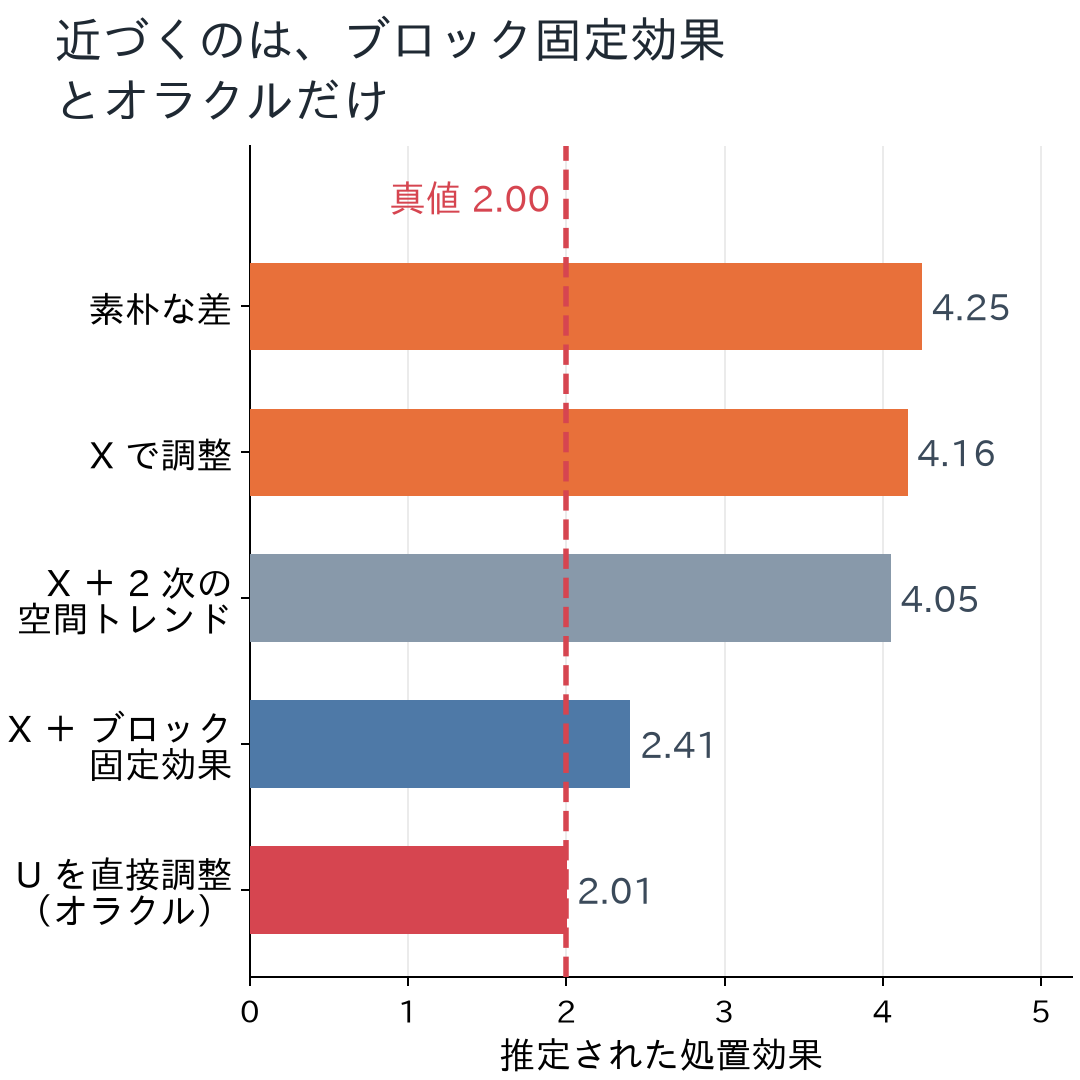 近づくのは、ブロック固定効果
とオラクルだけ
真値 2.00
素朴な差
4.25
X で調整
4.16
X + 2 次の
空間トレンド
4.05
X + ブロック
固定効果
2.41
U を直接調整
（オラクル）
2.01
0 1 2 3 4 5
推定された処置効果